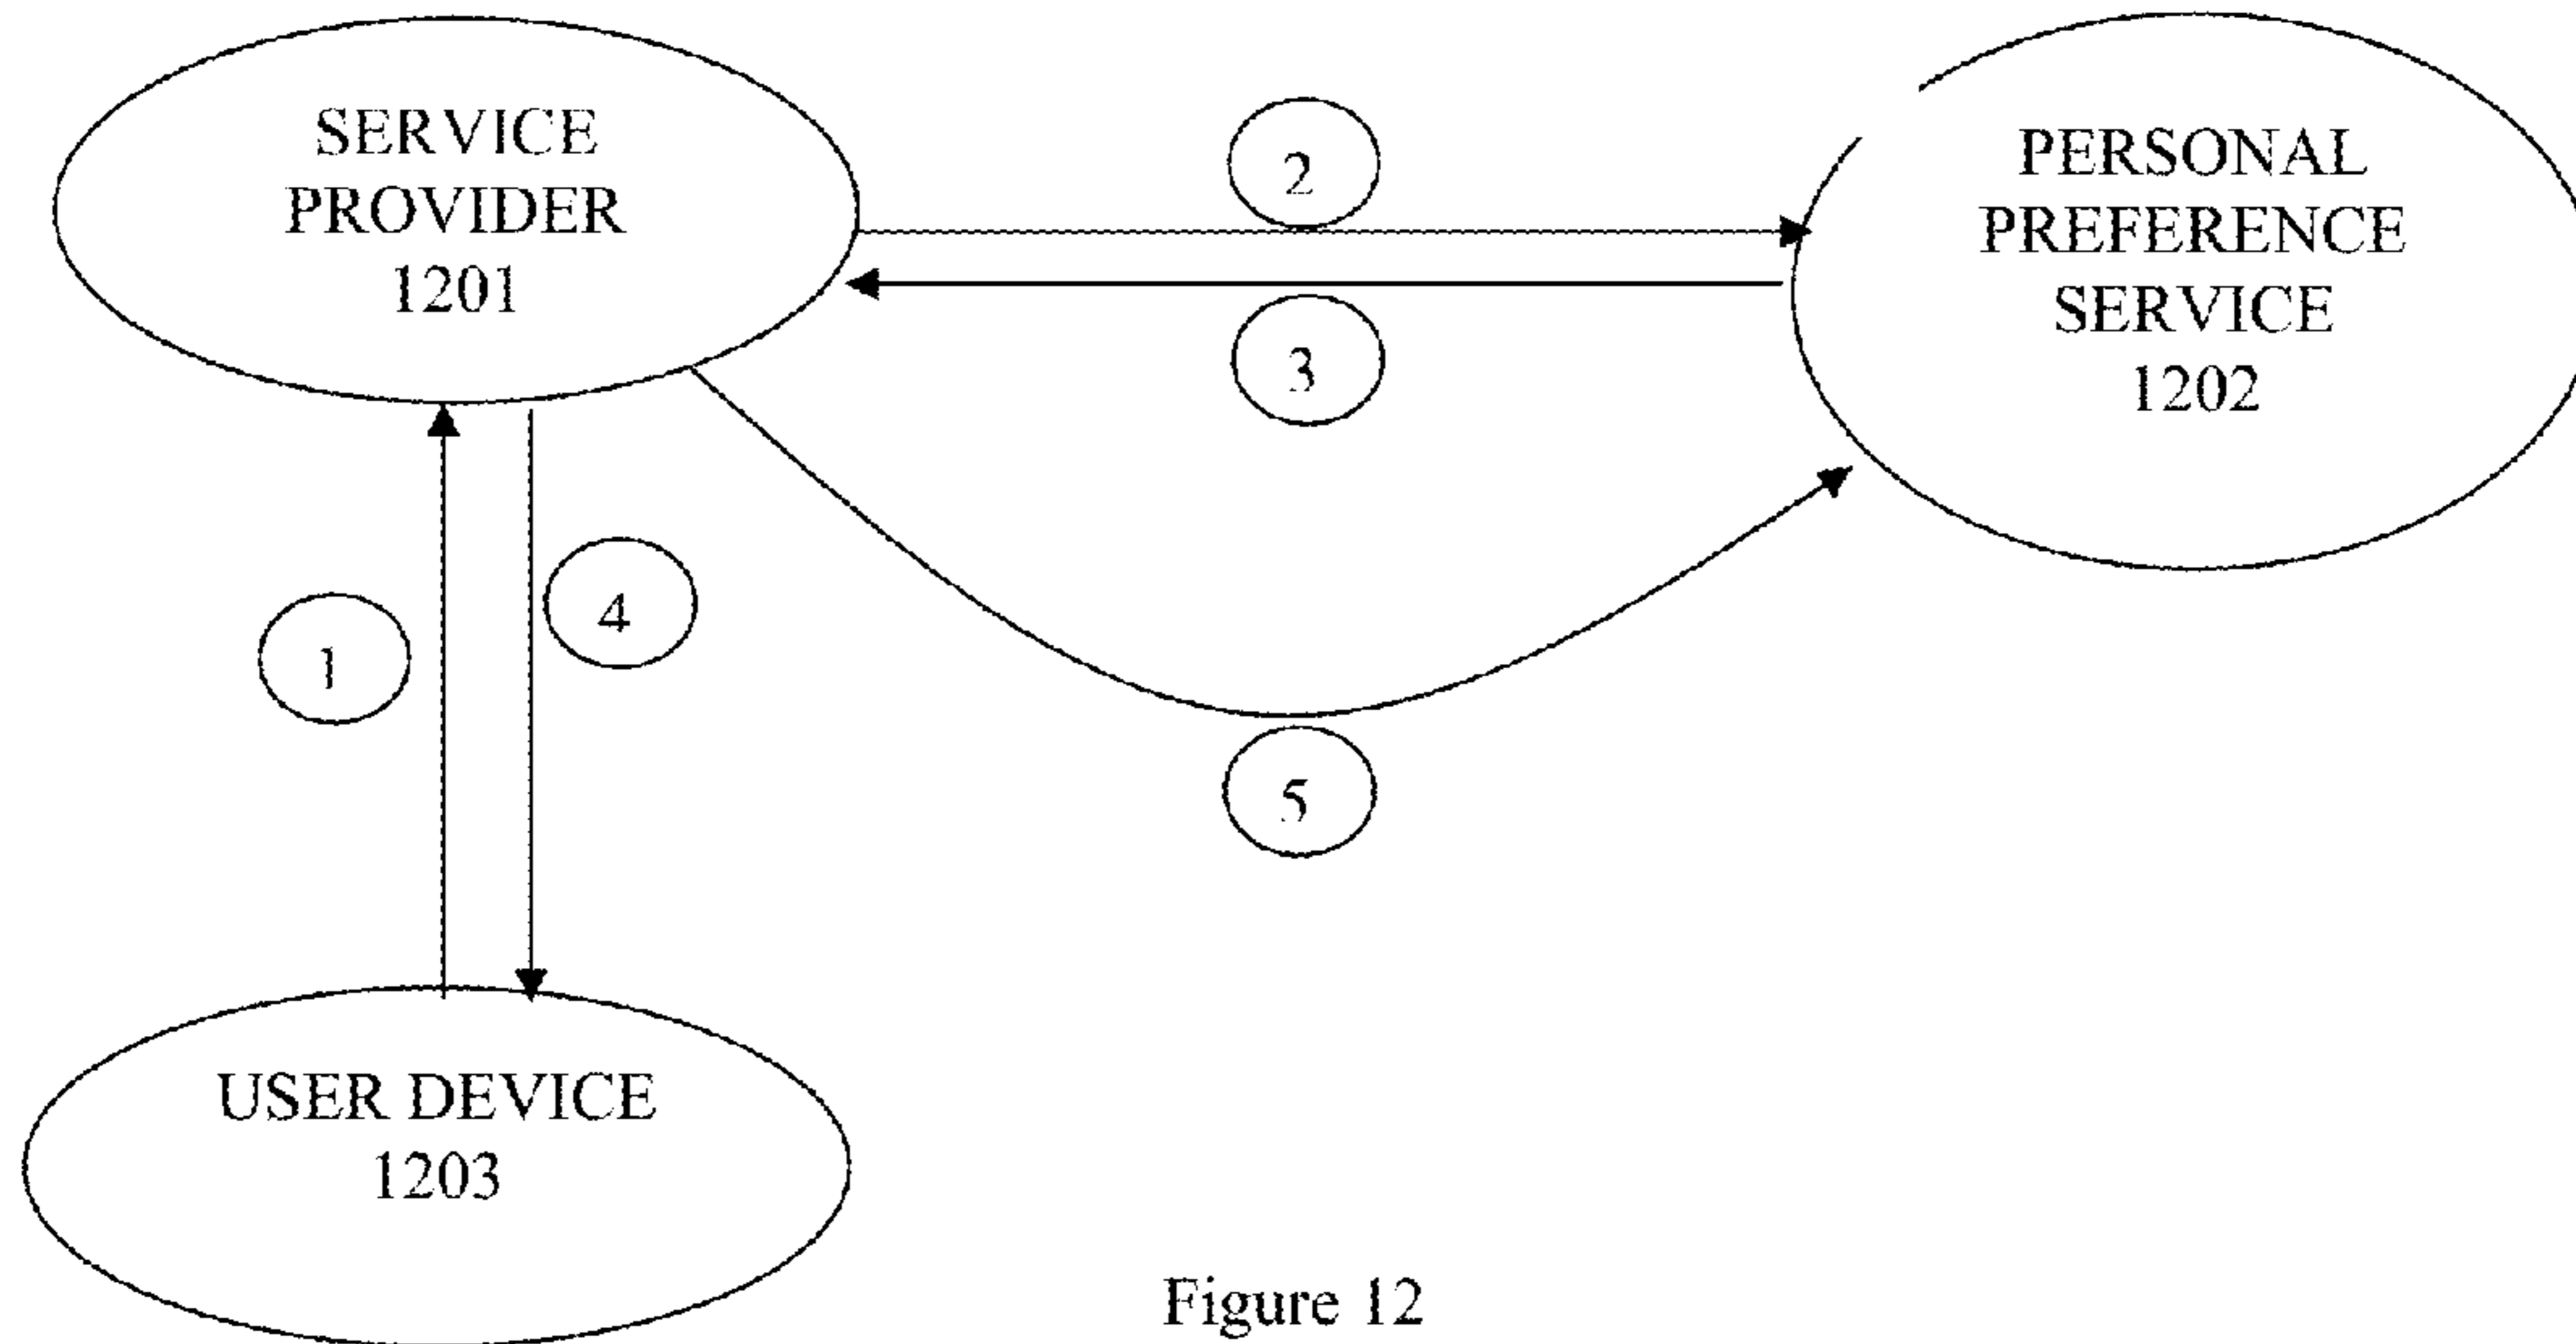 SERVICE
PROVIDER
1201
2
3
PERSONAL
PREFERENCE
SERVICE
1202
1
4
5
USER DEVICE
1203
Figure 12